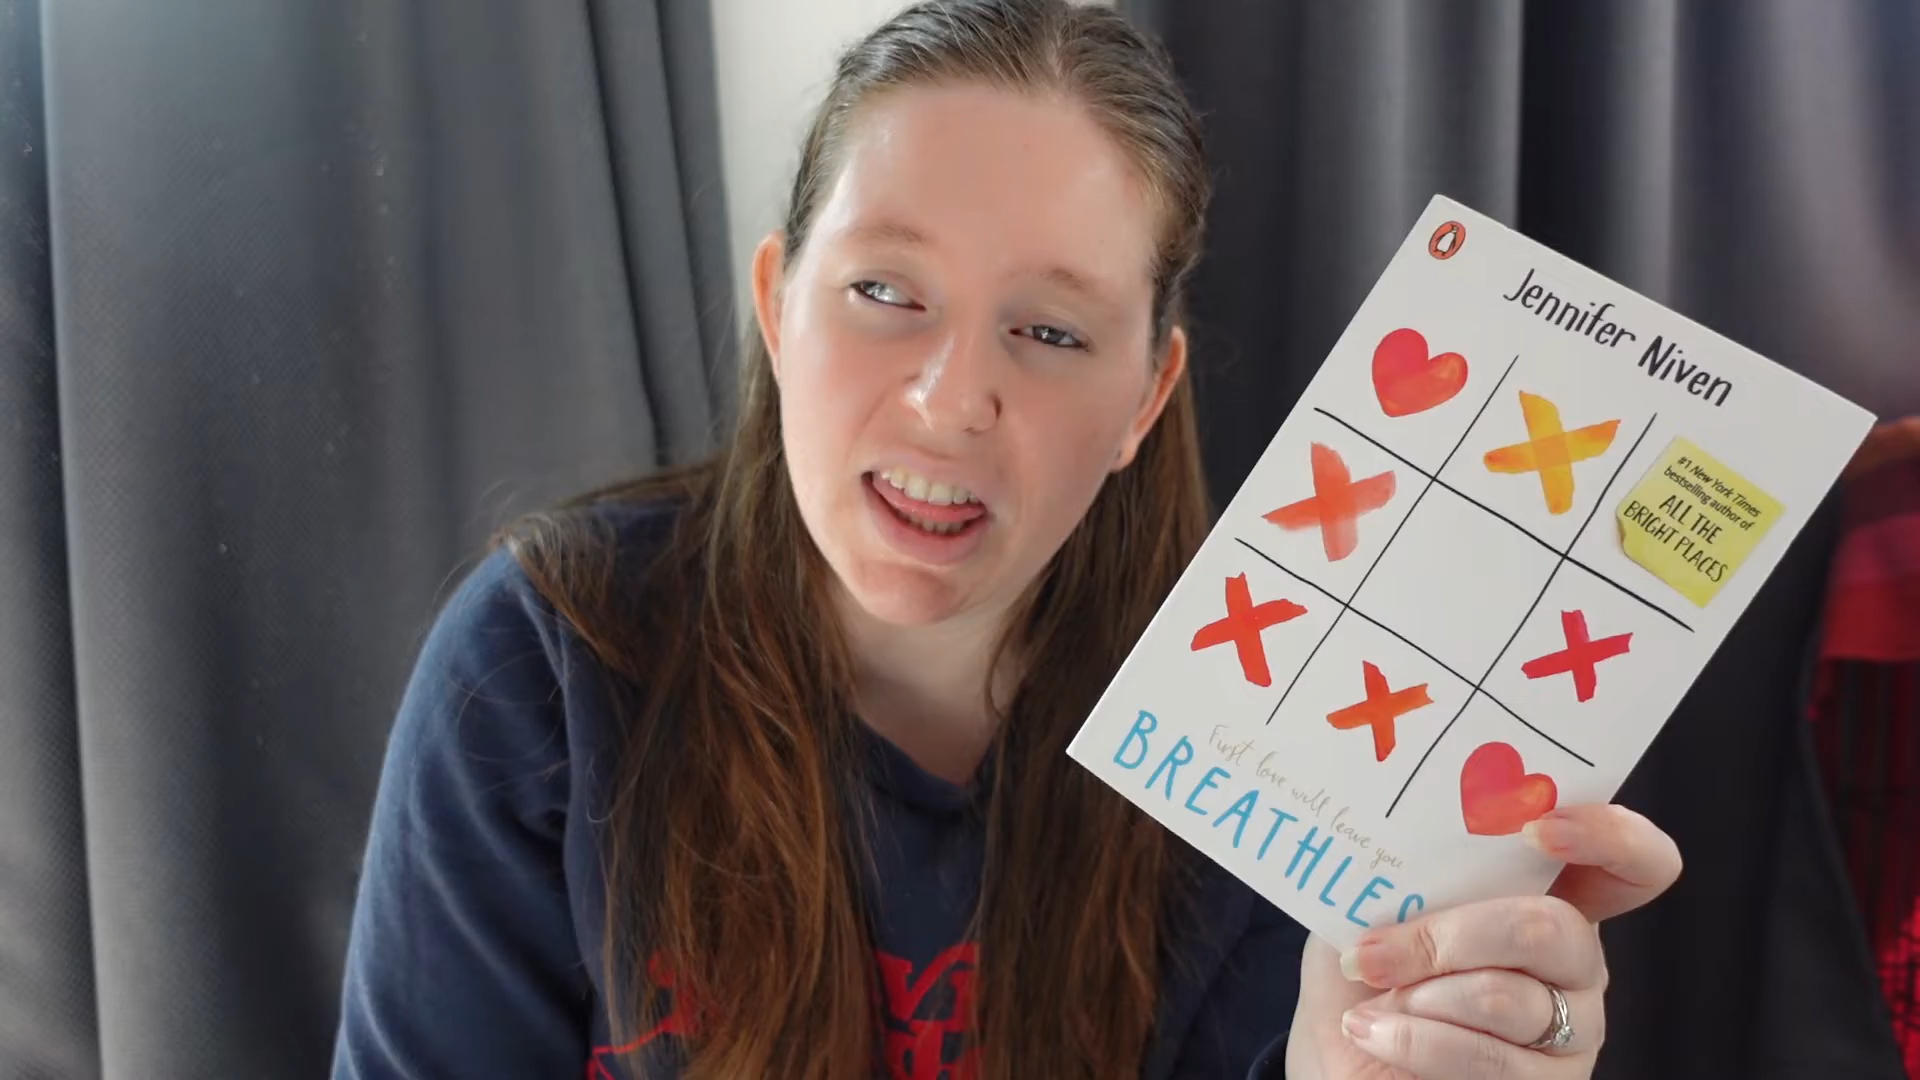 Jennifer Niven
#1 New York Times
bestselling author of
ALL THE
BRIGHT PLACES
First love will leave you
BREATHLES